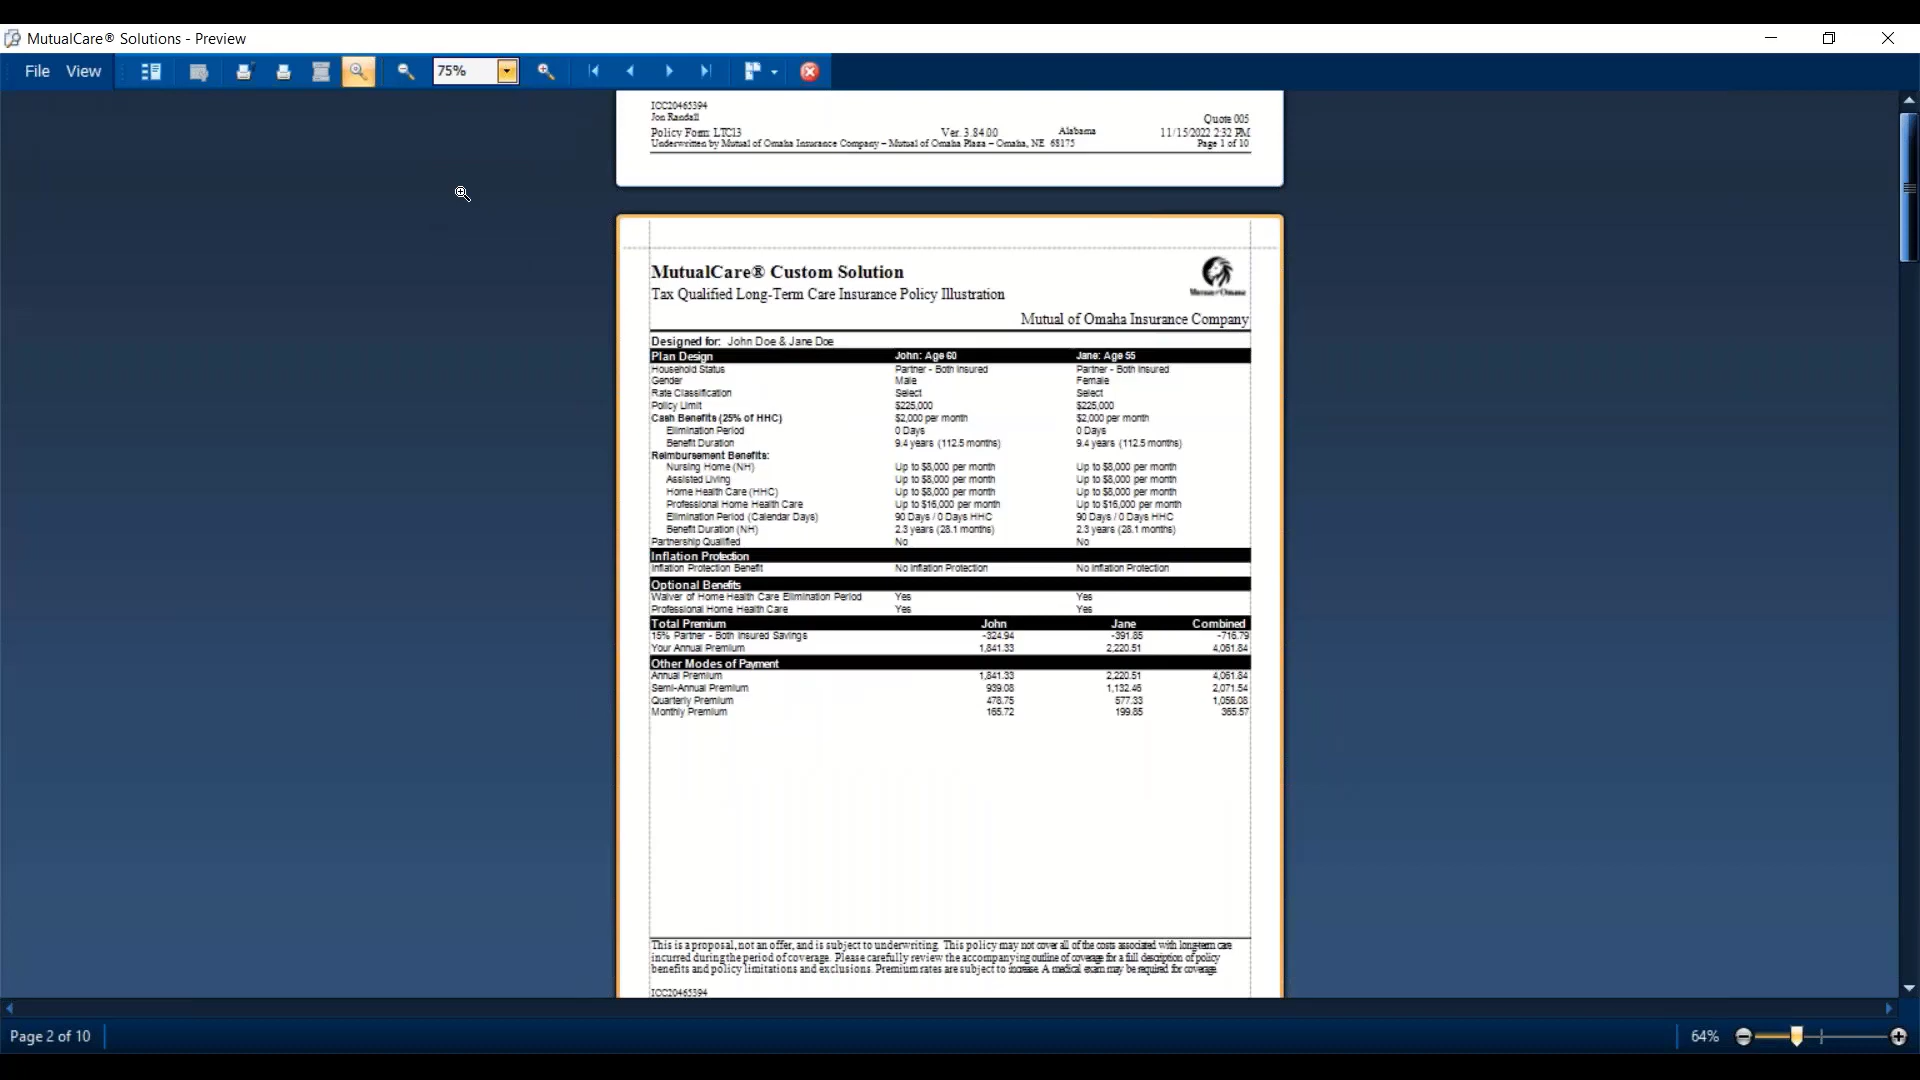 MutualCare® Solutions - Preview
File View 75%
ICC20465394
Jon Randall Quote 005
Policy Form: LTC13 Ver. 3.84.00 Alabama 11/15/2022 2:32 PM
Underwritten by Mutual of Omaha Insurance Company – Mutual of Omaha Plaza – Omaha, NE 68175 Page 1 of 10
MutualCare® Custom Solution
Tax Qualified Long-Term Care Insurance Policy Illustration
Mutual of Omaha
Mutual of Omaha Insurance Company
Designed for: John Doe & Jane Doe
Plan Design John: Age 60 Jane: Age 55
Household Status Partner - Both Insured Partner - Both Insured
Gender Male Female
Rate Classification Select Select
Policy Limit $225,000 $225,000
Cash Benefits (25% of HHC) $2,000 per month $2,000 per month
Elimination Period 0 Days 0 Days
Benefit Duration 9.4 years (112.5 months) 9.4 years (112.5 months)
Reimbursement Benefits:
Nursing Home (NH) Up to $8,000 per month Up to $8,000 per month
Assisted Living Up to $8,000 per month Up to $8,000 per month
Home Health Care (HHC) Up to $8,000 per month Up to $8,000 per month
Professional Home Health Care Up to $16,000 per month Up to $16,000 per month
Elimination Period (Calendar Days) 90 Days / 0 Days HHC 90 Days / 0 Days HHC
Benefit Duration (NH) 2.3 years (28.1 months) 2.3 years (28.1 months)
Partnership Qualified No No
Inflation Protection
Inflation Protection Benefit No Inflation Protection No Inflation Protection
Optional Benefits
Waiver of Home Health Care Elimination Period Yes Yes
Professional Home Health Care Yes Yes
Total Premium John Jane Combined
15% Partner - Both Insured Savings -324.94 -391.85 -716.79
Your Annual Premium 1,841.33 2,220.51 4,061.84
Other Modes of Payment
Annual Premium 1,841.33 2,220.51 4,061.84
Semi-Annual Premium 939.08 1,132.46 2,071.54
Quarterly Premium 478.75 577.33 1,056.08
Monthly Premium 165.72 199.85 365.57
This is a proposal, not an offer, and is subject to underwriting. This policy may not cover all of the costs associated with long-term care
incurred during the period of coverage. Please carefully review the accompanying outline of coverage for a full description of policy
benefits and policy limitations and exclusions. Premium rates are subject to increase. A medical exam may be required for coverage.
ICC20465394
Page 2 of 10 64%